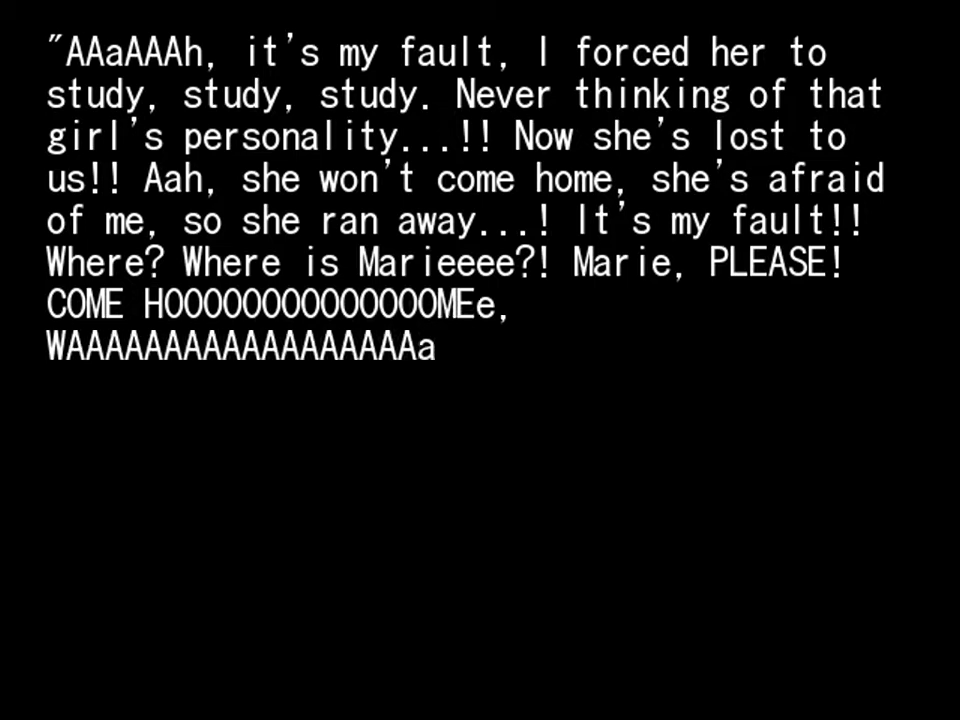 "AAaAAAh, it's my fault, I forced her to
study, study, study. Never thinking of that
girl's personality...!! Now she's lost to
us!! Aah, she won't come home, she's afraid
of me, so she ran away...! It's my fault!!
Where? Where is Marieeee?! Marie, PLEASE!
COME HOOOOOOOOOOOOOOOMEe,
WAAAAAAAAAAAAAAAAAAa